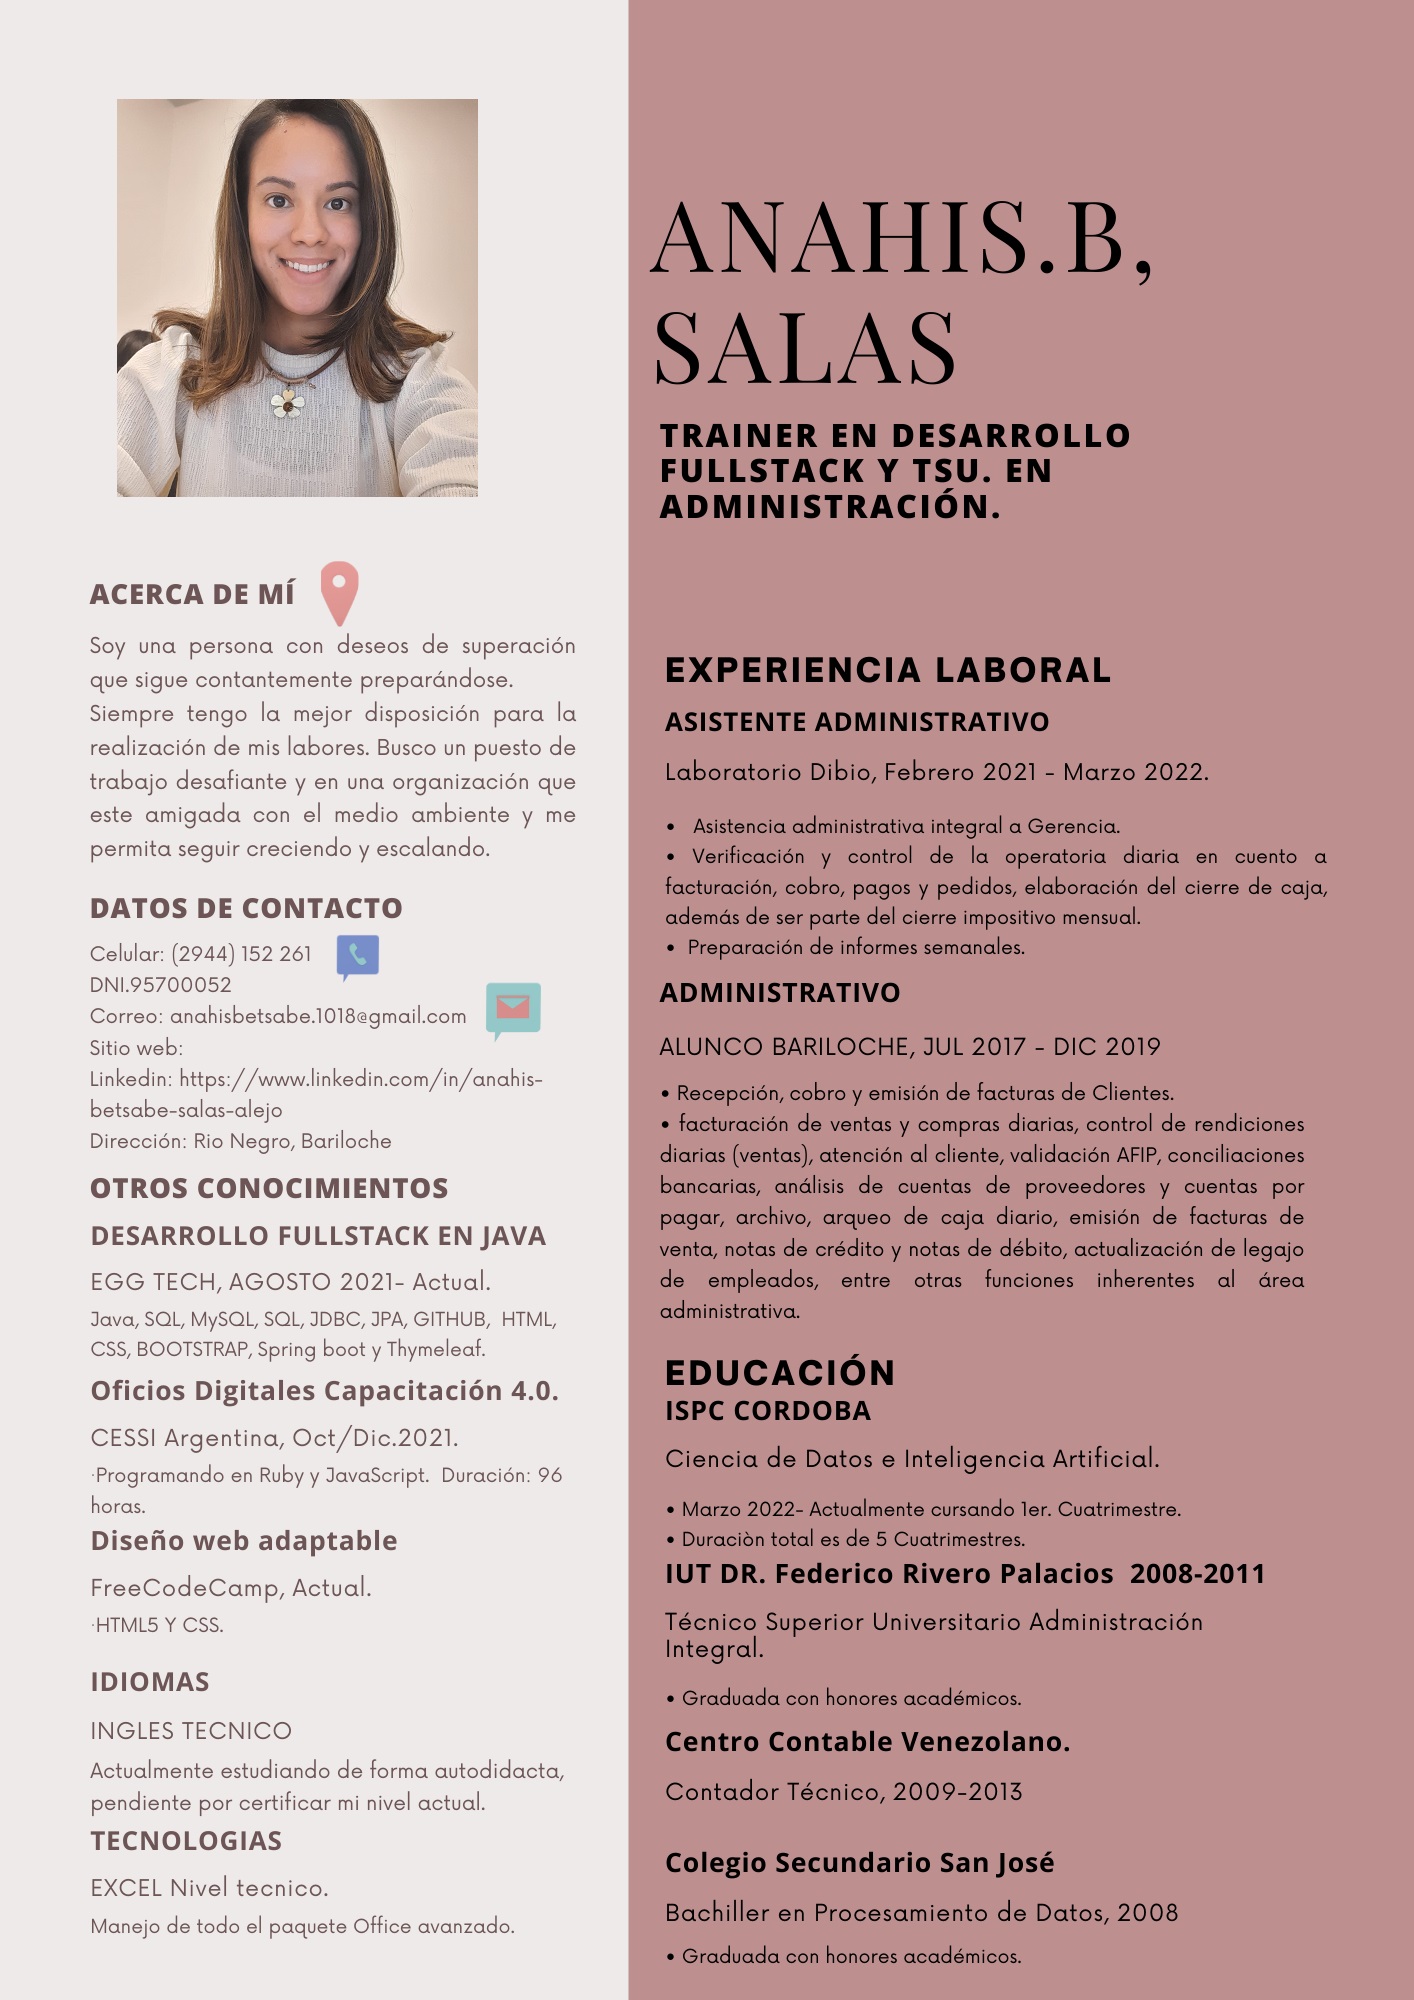 ANAHIS.B,
SALAS
TRAINER EN DESARROLLO
FULLSTACK Y TSU. EN
ADMINISTRACIÓN.
ACERCA DE MÍ
Soy una persona con deseos de superación
que sigue contantemente preparándose.
Siempre tengo la mejor disposición para la
realización de mis labores. Busco un puesto de
trabajo desafiante y en una organización que
este amigada con el medio ambiente y me
permita seguir creciendo y escalando.
DATOS DE CONTACTO
Celular: (2944) 152 261
DNI.95700052
Correo: anahisbetsabe.1018@gmail.com
Sitio web:
Linkedin: https://www.linkedin.com/in/anahis-
betsabe-salas-alejo
Dirección: Rio Negro, Bariloche
OTROS CONOCIMIENTOS
DESARROLLO FULLSTACK EN JAVA
EGG TECH, AGOSTO 2021- Actual.
Java, SQL, MySQL, SQL, JDBC, JPA, GITHUB, HTML,
CSS, BOOTSTRAP, Spring boot y Thymeleaf.
Oficios Digitales Capacitación 4.0.
CESSI Argentina, Oct/Dic.2021.
·Programando en Ruby y JavaScript. Duración: 96
horas.
Diseño web adaptable
FreeCodeCamp, Actual.
·HTML5 Y CSS.
IDIOMAS
INGLES TECNICO
Actualmente estudiando de forma autodidacta,
pendiente por certificar mi nivel actual.
TECNOLOGIAS
EXCEL Nivel tecnico.
Manejo de todo el paquete Office avanzado.
EXPERIENCIA LABORAL
ASISTENTE ADMINISTRATIVO
Laboratorio Dibio, Febrero 2021 - Marzo 2022.
• Asistencia administrativa integral a Gerencia.
• Verificación y control de la operatoria diaria en cuento a
facturación, cobro, pagos y pedidos, elaboración del cierre de caja,
además de ser parte del cierre impositivo mensual.
• Preparación de informes semanales.
ADMINISTRATIVO
ALUNCO BARILOCHE, JUL 2017 - DIC 2019
• Recepción, cobro y emisión de facturas de Clientes.
• facturación de ventas y compras diarias, control de rendiciones
diarias (ventas), atención al cliente, validación AFIP, conciliaciones
bancarias, análisis de cuentas de proveedores y cuentas por
pagar, archivo, arqueo de caja diario, emisión de facturas de
venta, notas de crédito y notas de débito, actualización de legajo
de empleados, entre otras funciones inherentes al área
administrativa.
EDUCACIÓN
ISPC CORDOBA
Ciencia de Datos e Inteligencia Artificial.
• Marzo 2022- Actualmente cursando 1er. Cuatrimestre.
• Duraciòn total es de 5 Cuatrimestres.
IUT DR. Federico Rivero Palacios 2008-2011
Técnico Superior Universitario Administración
Integral.
• Graduada con honores académicos.
Centro Contable Venezolano.
Contador Técnico, 2009-2013
Colegio Secundario San José
Bachiller en Procesamiento de Datos, 2008
• Graduada con honores académicos.